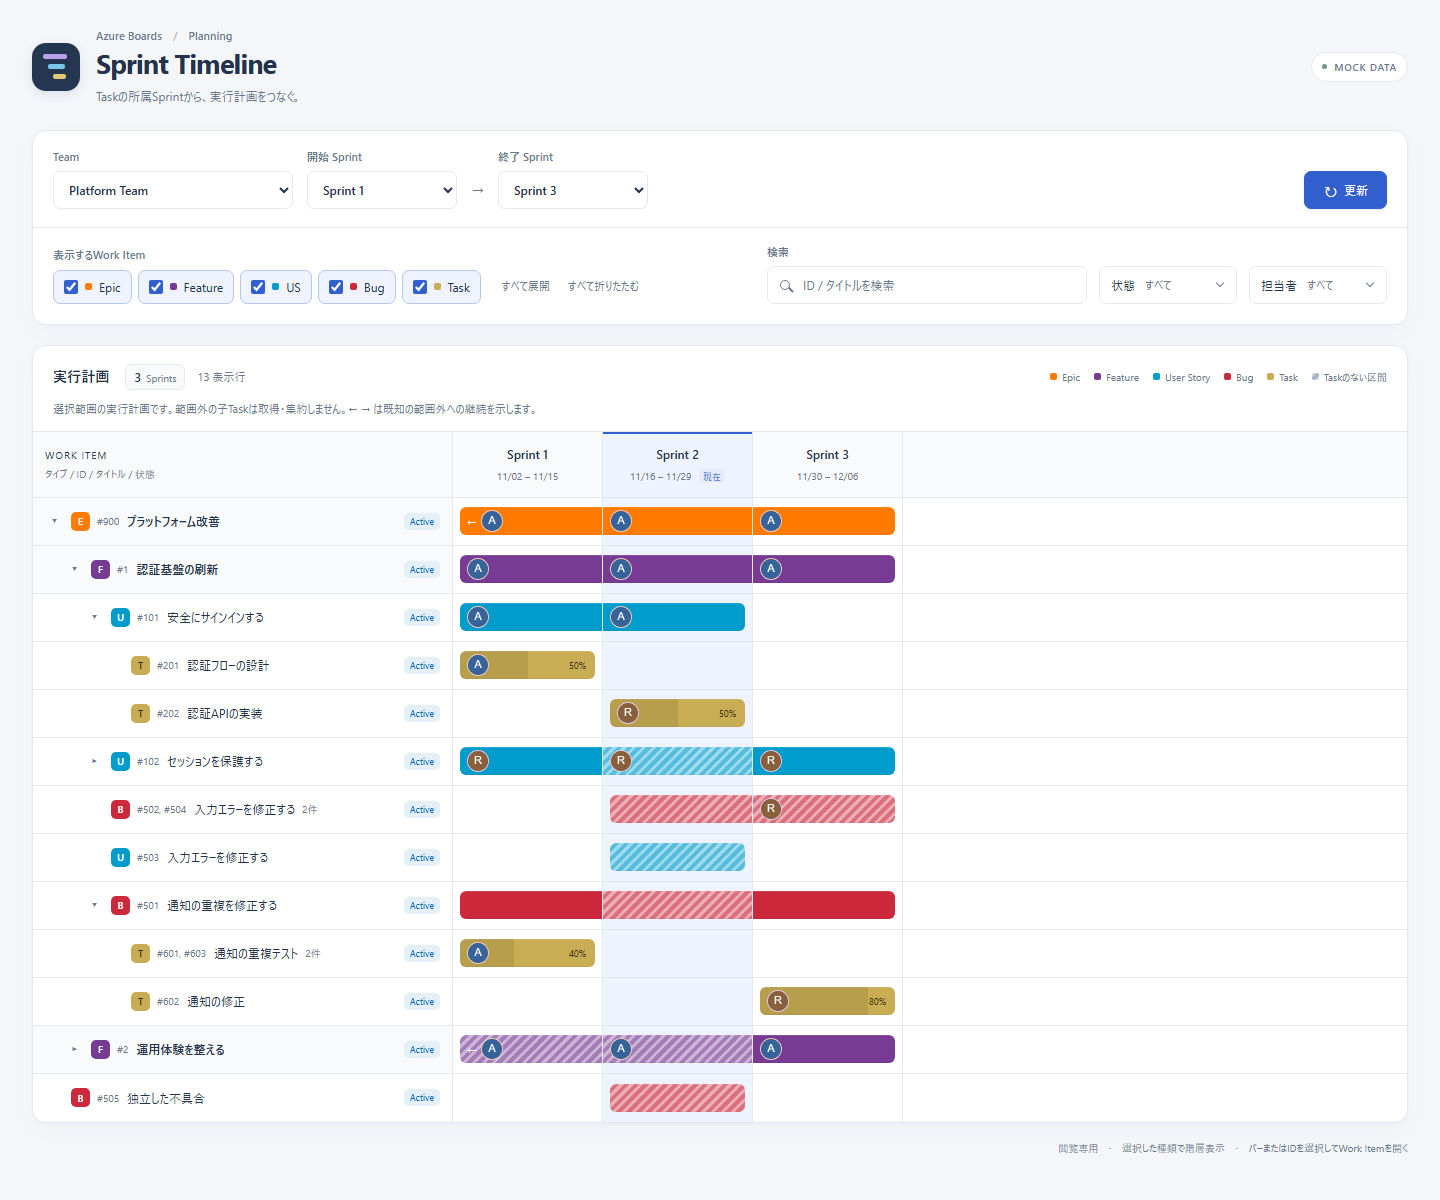 Azure Boards / Planning
Sprint Timeline
Taskの所属Sprintから、実行計画をつなぐ。
MOCK DATA
Team
開始 Sprint
終了 Sprint
Platform Team
Sprint 1
→
Sprint 3
↻ 更新
表示するWork Item
Epic
Feature
US
Bug
Task
すべて展開
すべて折りたたむ
検索
ID / タイトルを検索
状態 すべて
担当者 すべて
実行計画
3 Sprints
13 表示行
Epic
Feature
User Story
Bug
Task
Taskのない区間
選択範囲の実行計画です。範囲外の子Taskは取得・集約しません。← → は既知の範囲外への継続を示します。
WORK ITEM
タイプ / ID / タイトル / 状態
Sprint 1
11/02 – 11/15
Sprint 2
11/16 – 11/29 現在
Sprint 3
11/30 – 12/06
E #900 プラットフォーム改善 Active ← A A A
F #1 認証基盤の刷新 Active A A A
U #101 安全にサインインする Active A A
T #201 認証フローの設計 Active A 50%
T #202 認証APIの実装 Active R 50%
U #102 セッションを保護する Active R R R
B #502, #504 入力エラーを修正する 2件 Active R
U #503 入力エラーを修正する Active
B #501 通知の重複を修正する Active
T #601, #603 通知の重複テスト 2件 Active A 40%
T #602 通知の修正 Active R 80%
F #2 運用体験を整える Active ← A A A
B #505 独立した不具合 Active
閲覧専用 · 選択した種類で階層表示 · バーまたはIDを選択してWork Itemを開く